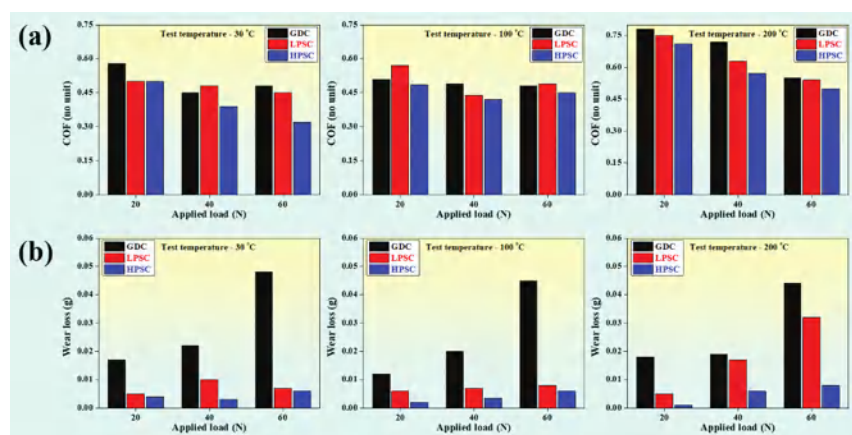 (a)
Test temperature - 30 °C
GDC
LPSC
HPSC
0.75
0.60
0.45
0.30
0.15
0.00
COF (no unit)
20 40 60
Applied load (N)
Test temperature - 100 °C
GDC
LPSC
HPSC
0.75
0.60
0.45
0.30
0.15
0.00
COF (no unit)
20 40 60
Applied load (N)
Test temperature - 200 °C
GDC
LPSC
HPSC
0.75
0.60
0.45
0.30
0.15
0.00
COF (no unit)
20 40 60
Applied load (N)
(b)
Test temperature - 30 °C
GDC
LPSC
HPSC
0.06
0.05
0.04
0.03
0.02
0.01
0.00
Wear loss (g)
20 40 60
Applied load (N)
Test temperature - 100 °C
GDC
LPSC
HPSC
0.06
0.05
0.04
0.03
0.02
0.01
0.00
Wear loss (g)
20 40 60
Applied load (N)
Test temperature - 200 °C
GDC
LPSC
HPSC
0.06
0.05
0.04
0.03
0.02
0.01
0.00
Wear loss (g)
20 40 60
Applied load (N)